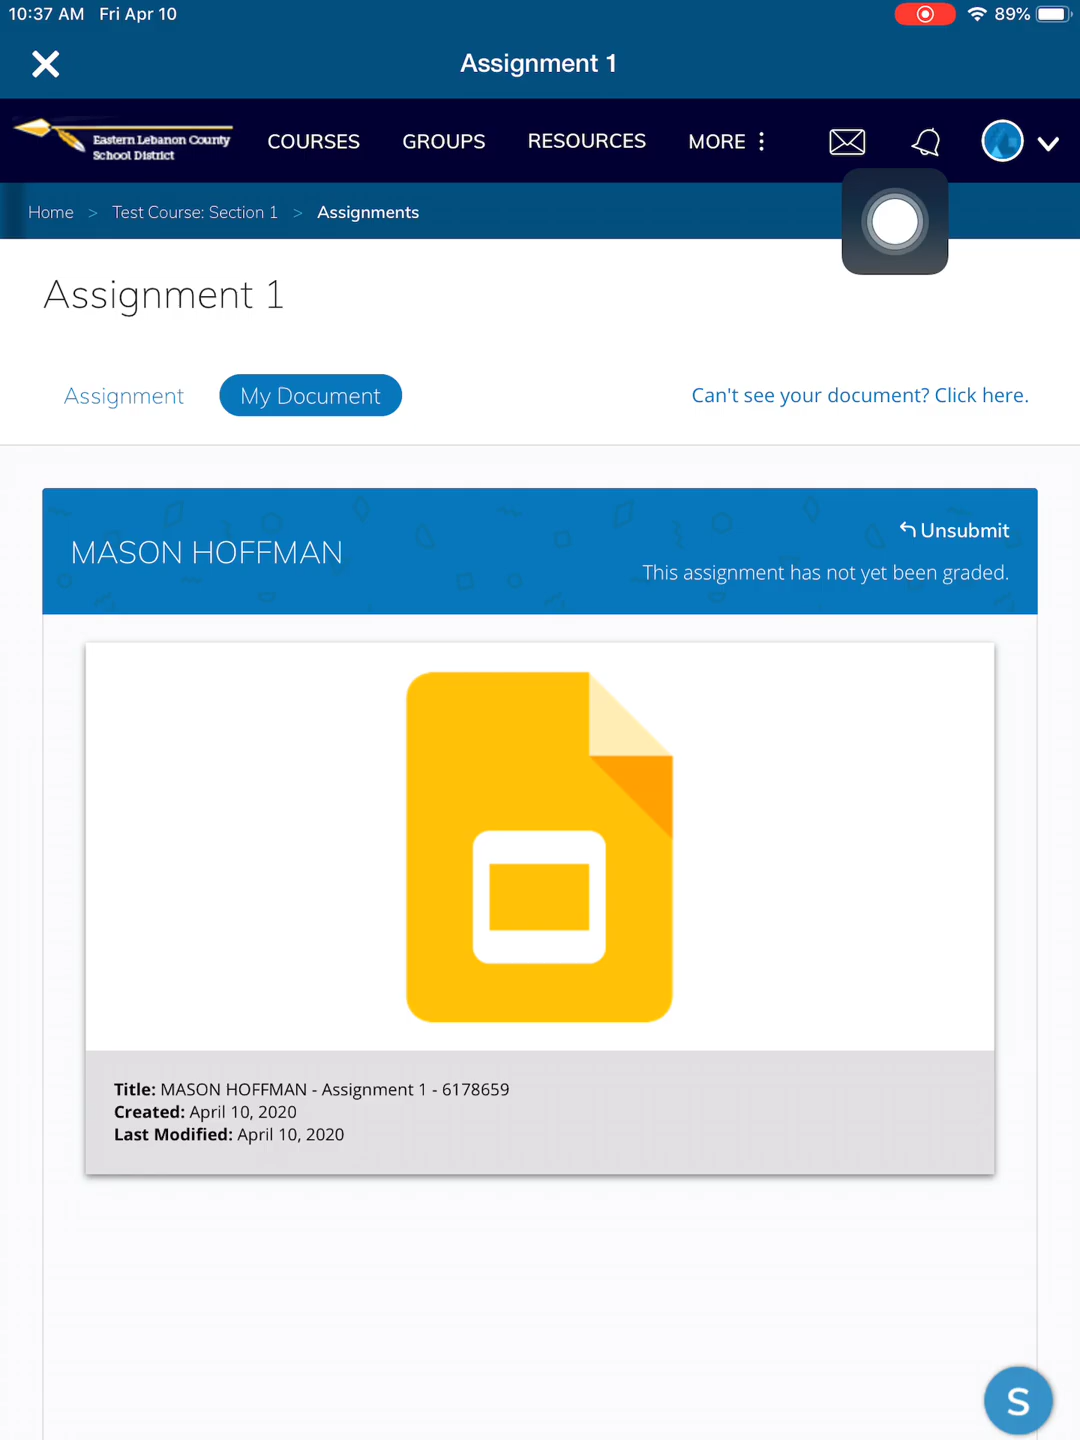 10:37 AM Fri Apr 10 89%
Assignment 1
Eastern Lebanon County
School District
COURSES GROUPS RESOURCES MORE
Home > Test Course: Section 1 > Assignments
Assignment 1
Assignment My Document Can't see your document? Click here.
Unsubmit
MASON HOFFMAN
This assignment has not yet been graded.
Title: MASON HOFFMAN - Assignment 1 - 6178659
Created: April 10, 2020
Last Modified: April 10, 2020
S